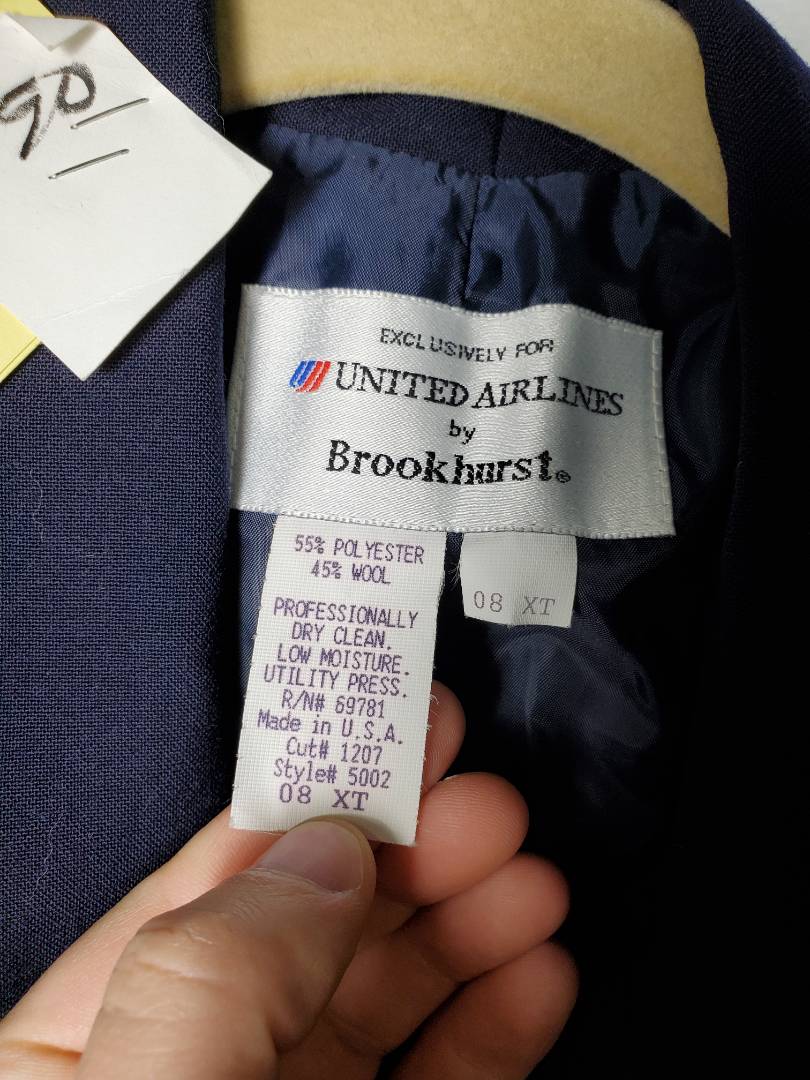 EXCLUSIVELY FOR:
UNITED AIRLINES
by
Brookhurst®
55% POLYESTER
45% WOOL
PROFESSIONALLY
DRY CLEAN.
LOW MOISTURE.
UTILITY PRESS.
R/N# 69781
Made in U.S.A.
Cut# 1207
Style# 5002
08 XT
08 XT